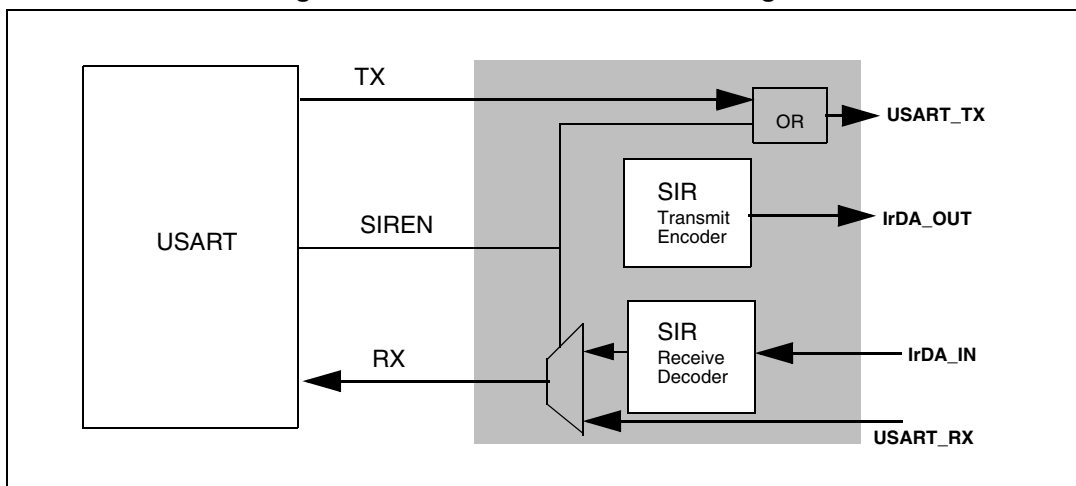 TX
OR
USART_TX
SIR
Transmit
Encoder
IrDA_OUT
SIREN
USART
SIR
Receive
Decoder
IrDA_IN
RX
USART_RX